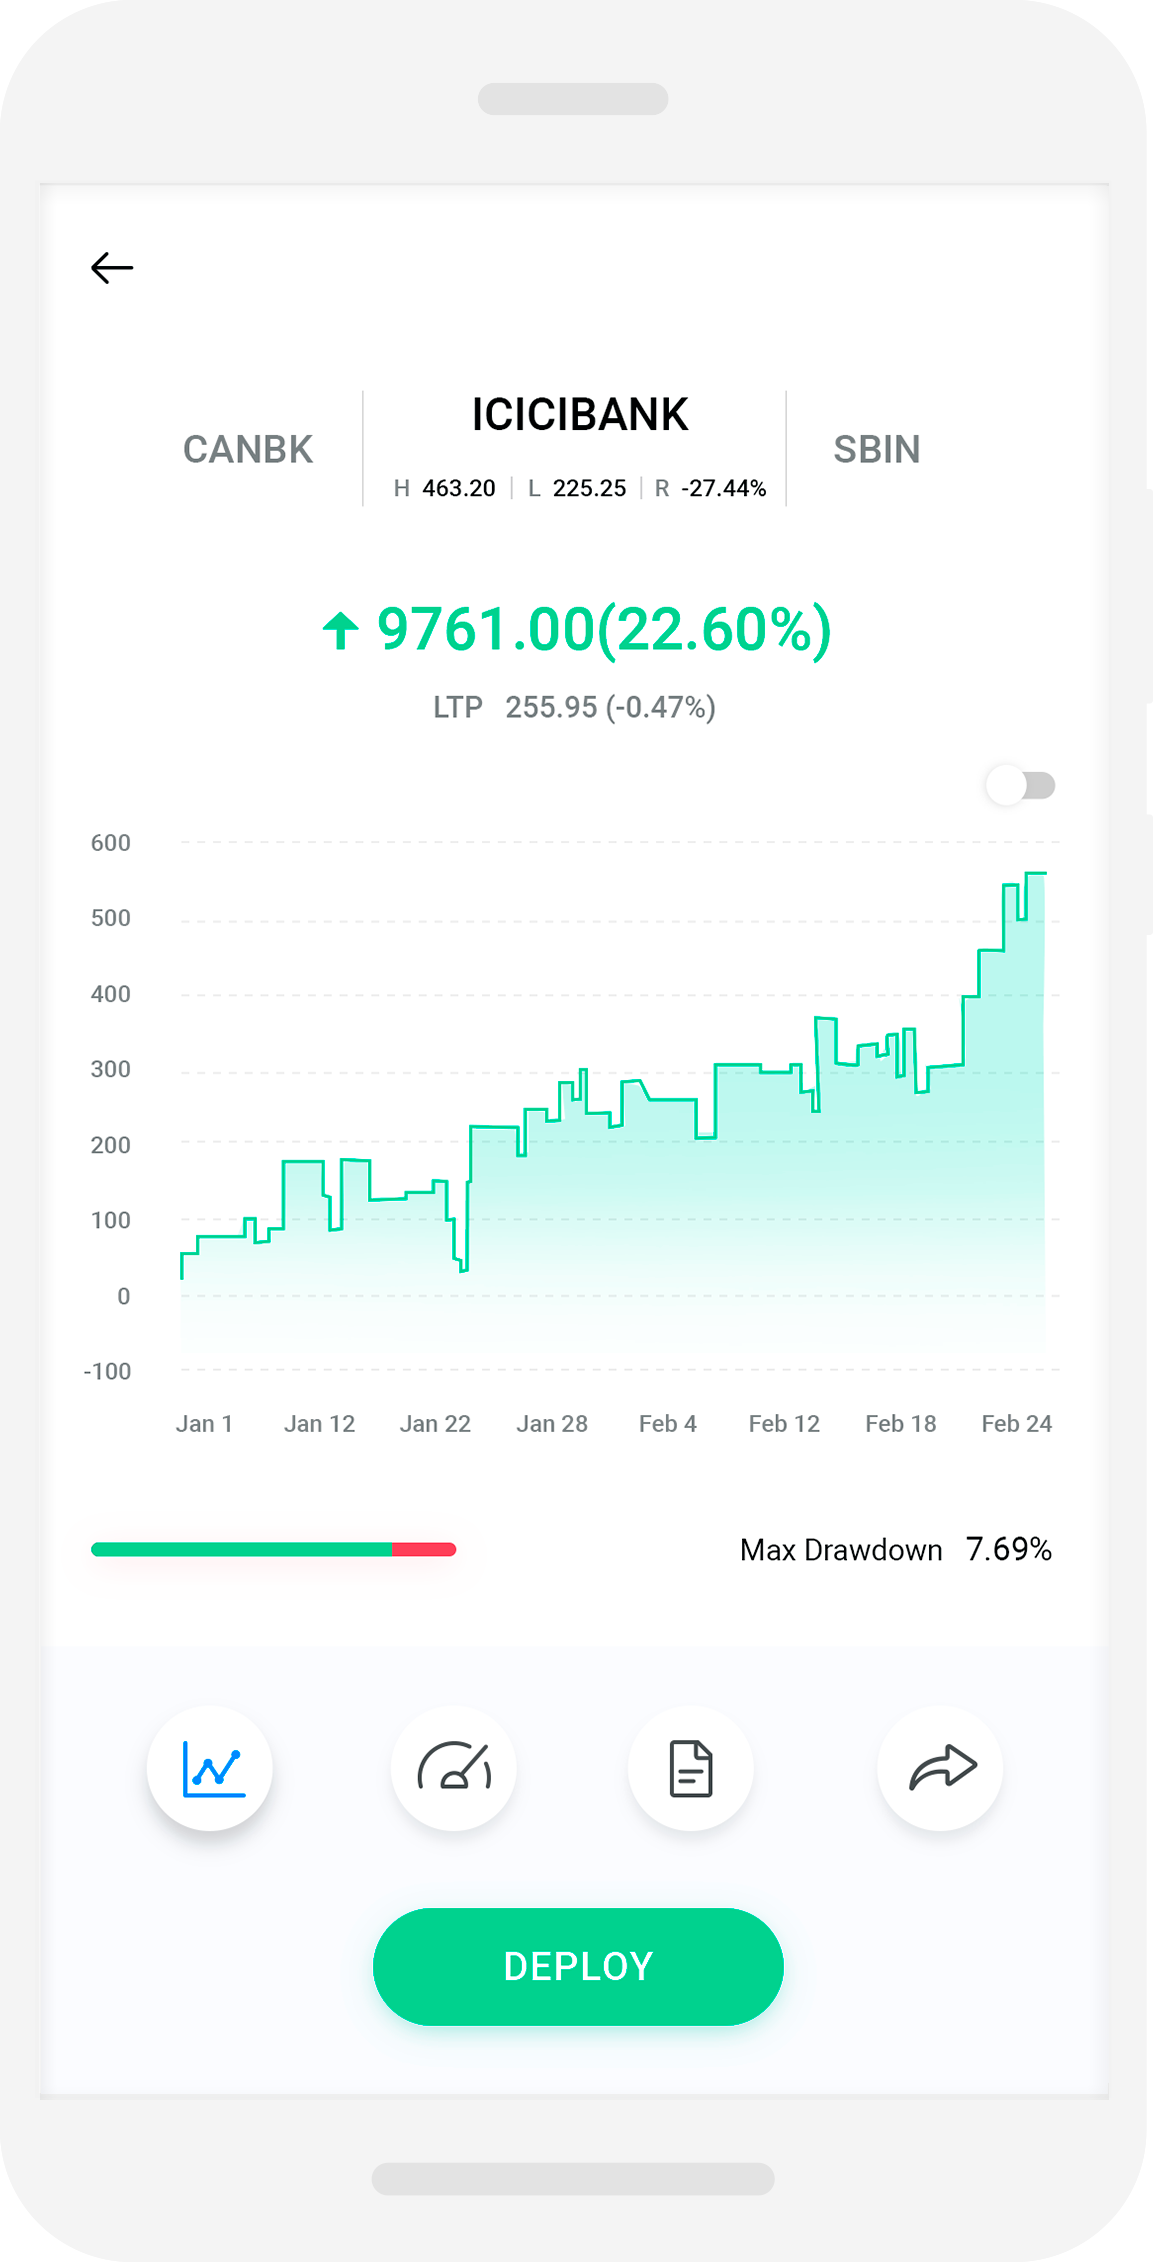 ICICIBANK
CANBK
SBIN
H 463.20 | L 225.25 | R -27.44%
9761.00(22.60%)
LTP 255.95 (-0.47%)
600
500
400
300
200
100
0
-100
Jan 1 Jan 12 Jan 22 Jan 28 Feb 4 Feb 12 Feb 18 Feb 24
Max Drawdown 7.69%
DEPLOY